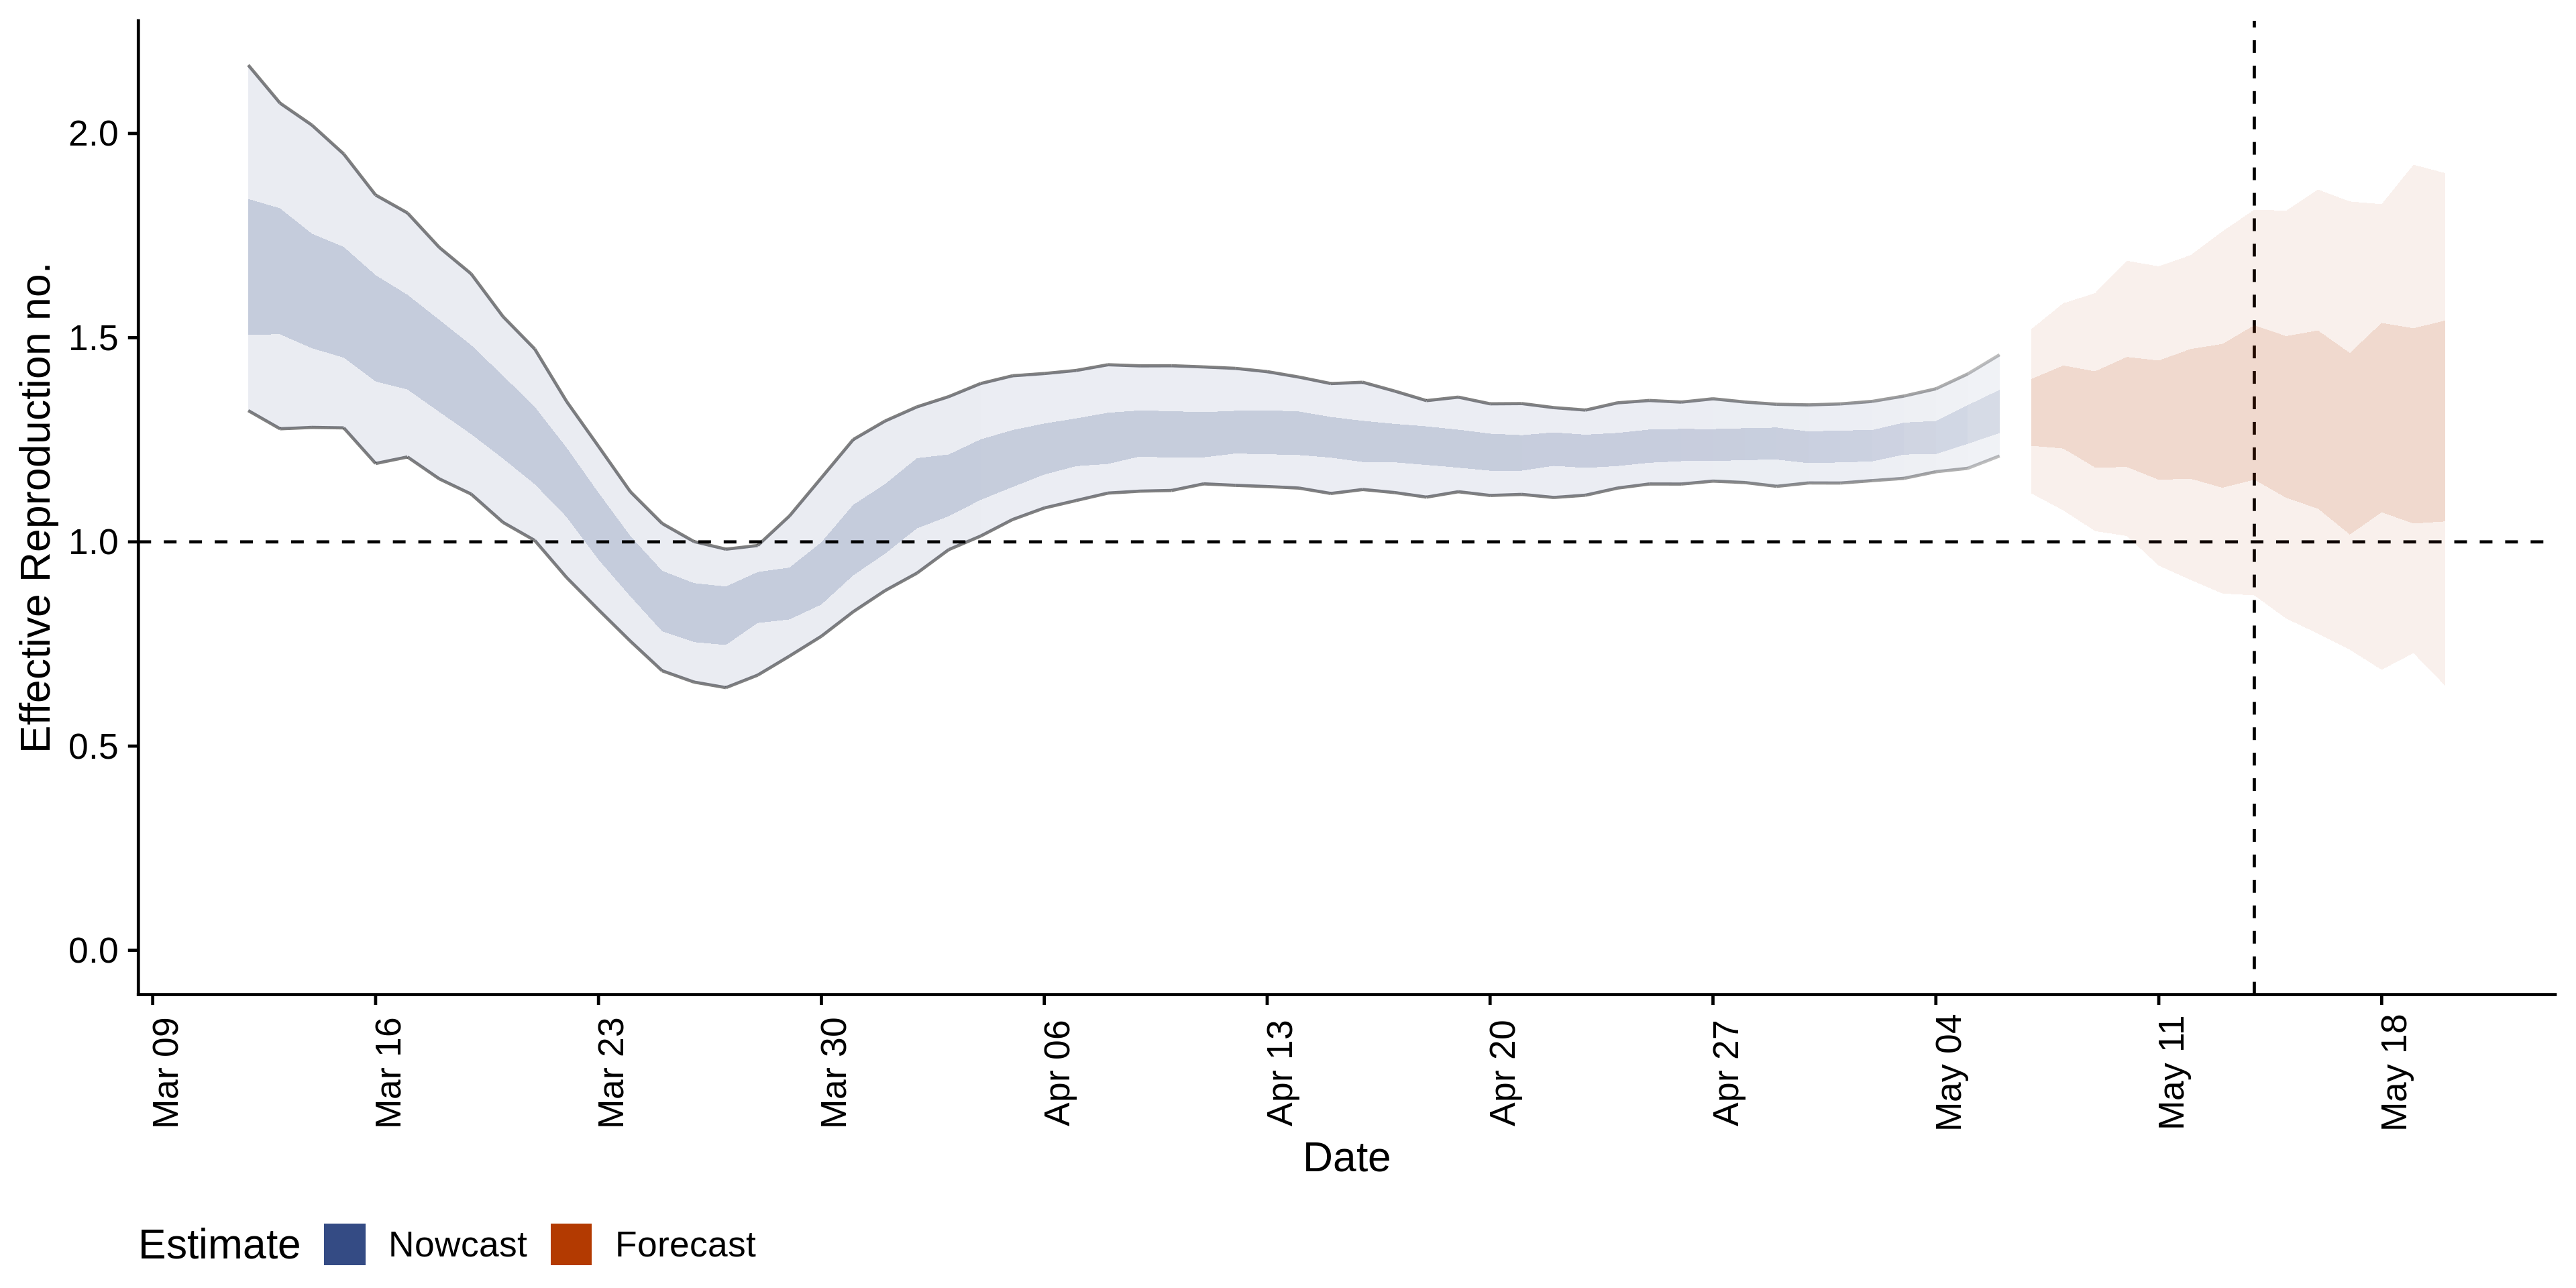 Effective Reproduction no.
2.0
1.5
1.0
0.5
0.0
Mar 09
Mar 16
Mar 23
Mar 30
Apr 06
Apr 13
Apr 20
Apr 27
May 04
May 11
May 18
Date
Estimate Nowcast Forecast